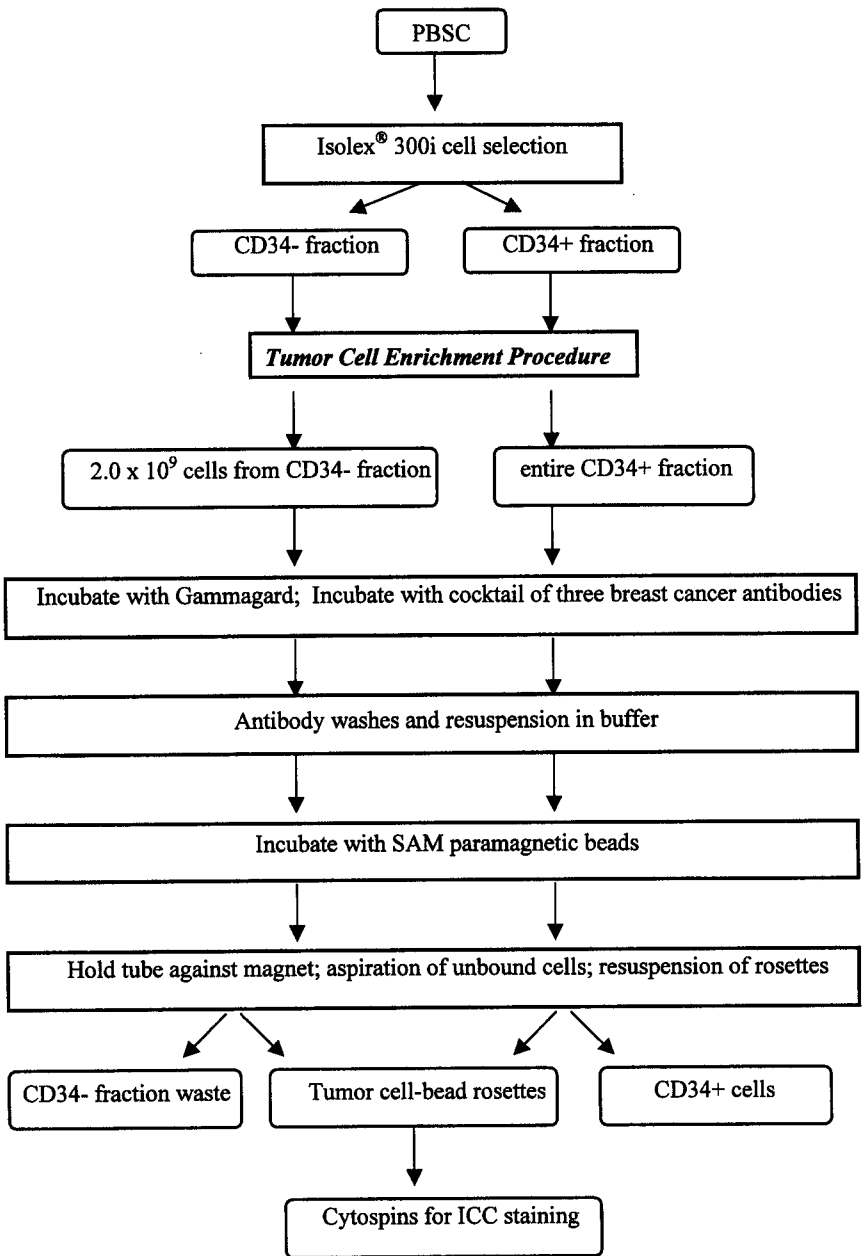 PBSC
Isolex® 300i cell selection
CD34- fraction
CD34+ fraction
Tumor Cell Enrichment Procedure
2.0 x 10⁹ cells from CD34- fraction
entire CD34+ fraction
Incubate with Gammagard; Incubate with cocktail of three breast cancer antibodies
Antibody washes and resuspension in buffer
Incubate with SAM paramagnetic beads
Hold tube against magnet; aspiration of unbound cells; resuspension of rosettes
CD34- fraction waste
Tumor cell-bead rosettes
CD34+ cells
Cytospins for ICC staining